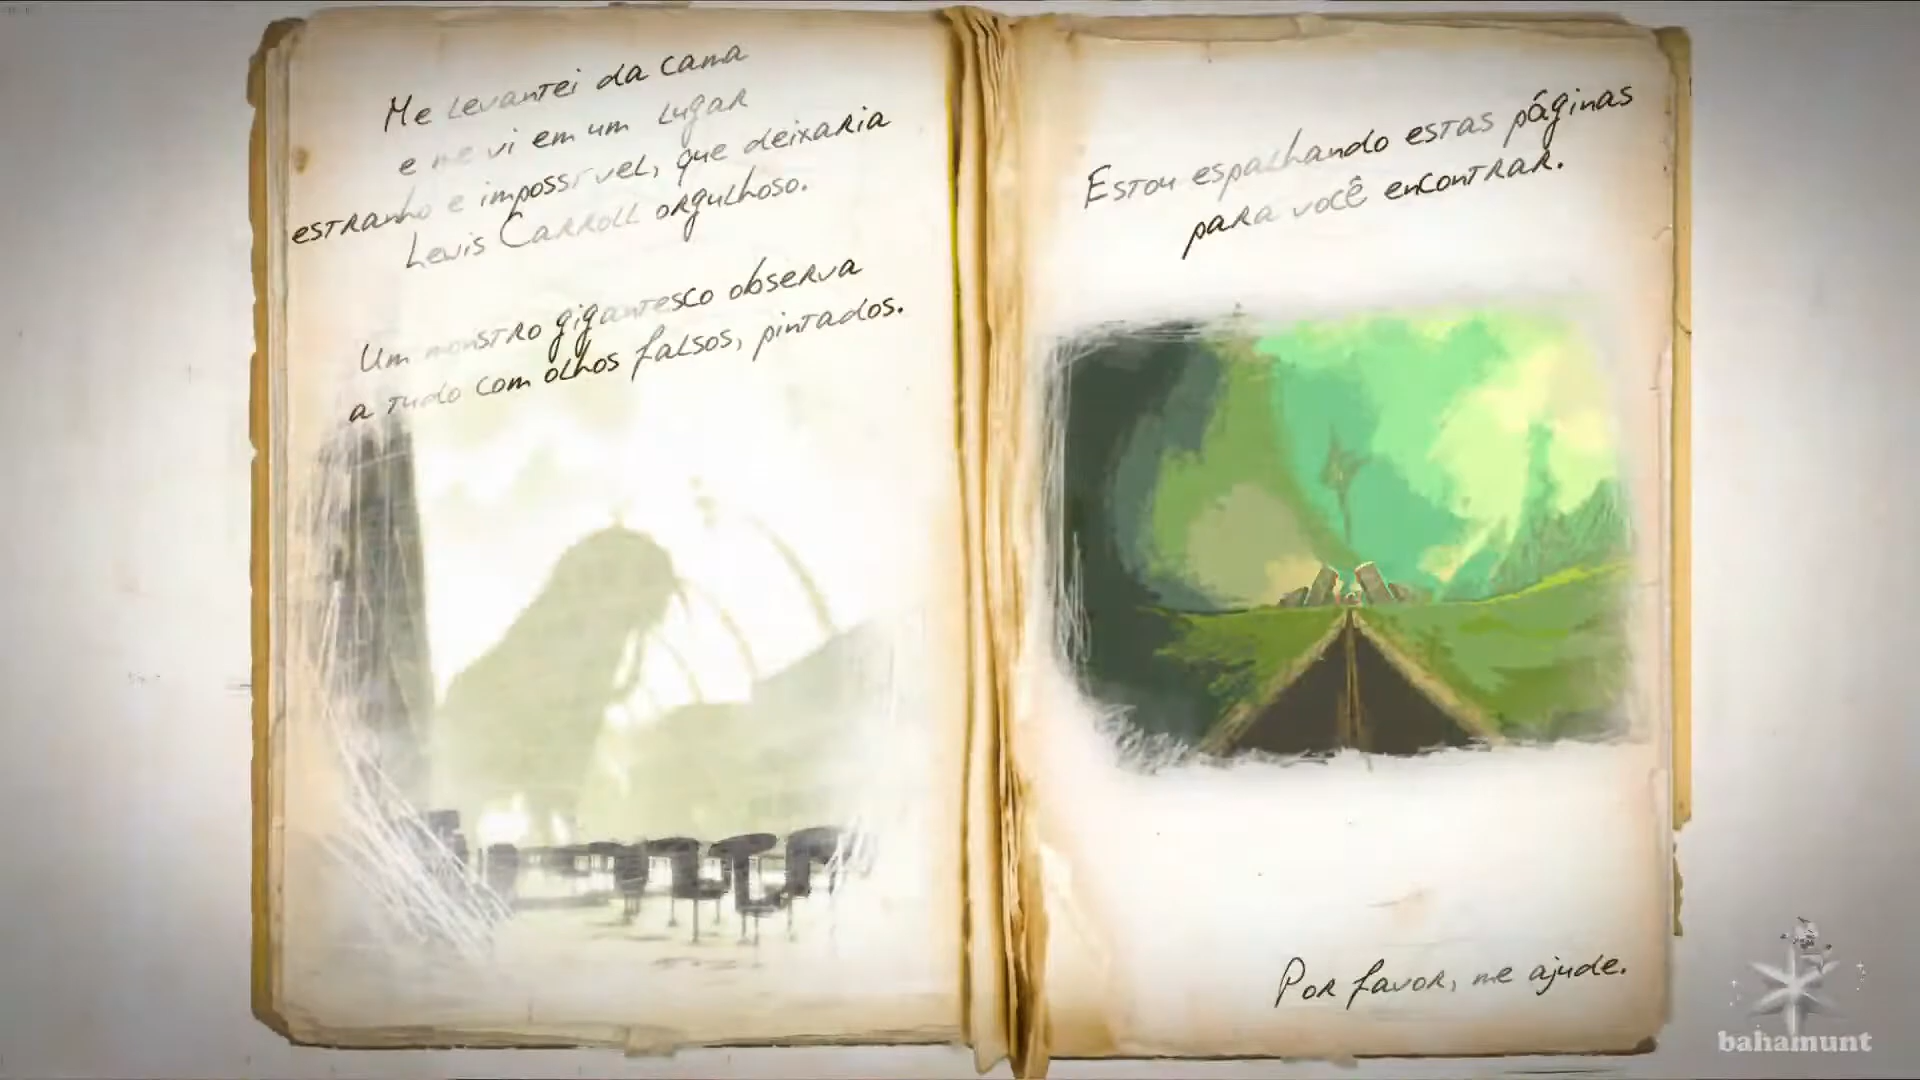 Me levantei da cama
e me vi em um lugar
estranho e impossível, que deixaria
Lewis Carroll orgulhoso.
Um monstro gigantesco observa
a tudo com olhos falsos, pintados.
Estou espalhando estas páginas
para você encontrar.
Por favor, me ajude.
bahamunt